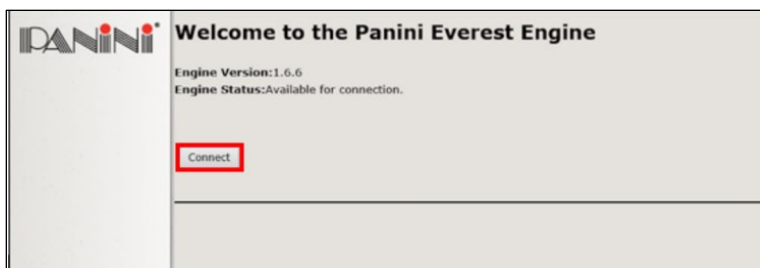 PANINI
Welcome to the Panini Everest Engine
Engine Version:1.6.6
Engine Status:Available for connection.
Connect